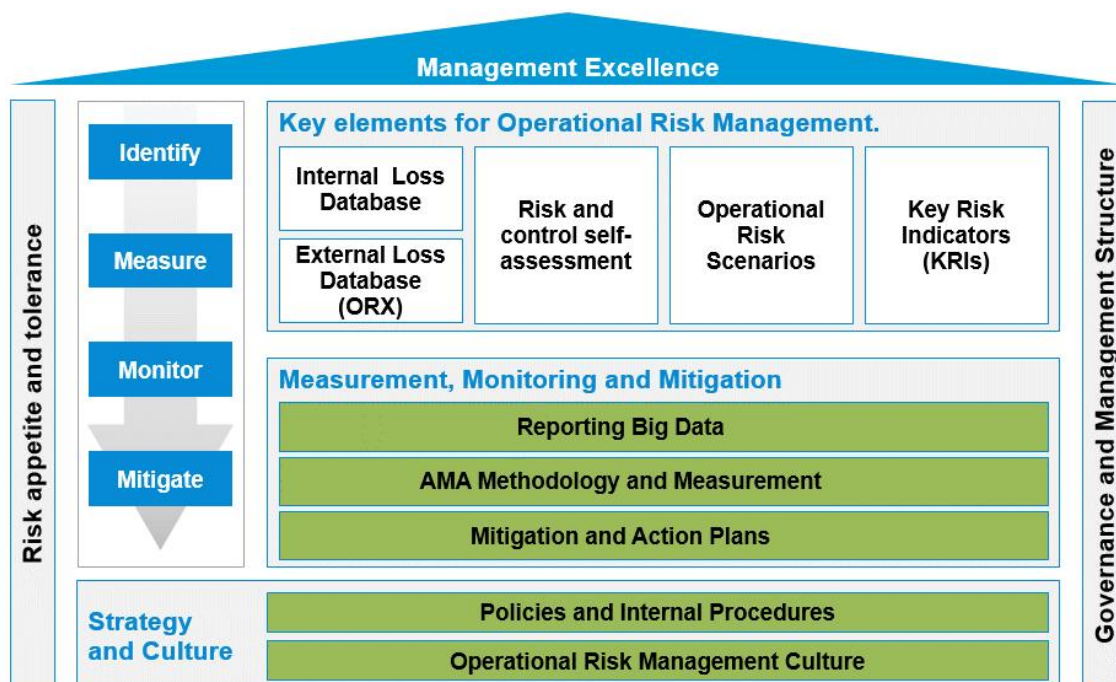 Management Excellence
Risk appetite and tolerance
Identify
Measure
Monitor
Mitigate
Key elements for Operational Risk Management.
Internal Loss
Database
External Loss
Database
(ORX)
Risk and
control self-
assessment
Operational
Risk
Scenarios
Key Risk
Indicators
(KRIs)
Measurement, Monitoring and Mitigation
Reporting Big Data
AMA Methodology and Measurement
Mitigation and Action Plans
Strategy
and Culture
Policies and Internal Procedures
Operational Risk Management Culture
Governance and Management Structure